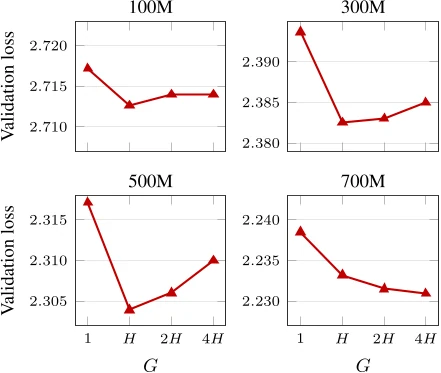 100M
300M
Validation loss
2.720
2.715
2.710
2.390
2.385
2.380
500M
700M
Validation loss
2.315
2.310
2.305
2.240
2.235
2.230
1 H 2H 4H
1 H 2H 4H
G
G